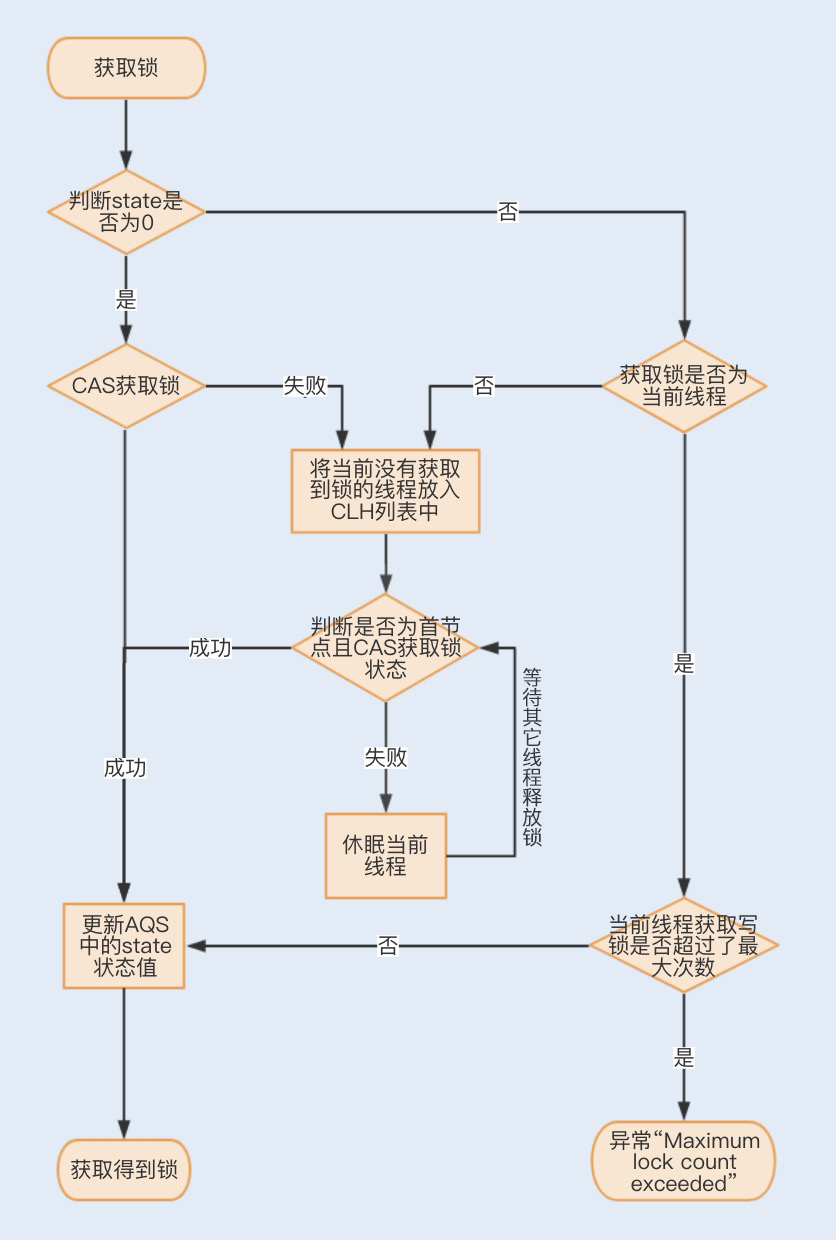 获取锁
判断state是
否为0
否
是
CAS获取锁
失败
否
获取锁是否为
当前线程
将当前没有获取
到锁的线程放入
CLH列表中
判断是否为首节
点且CAS获取锁
状态
成功
等待其它线程释放锁
是
失败
成功
休眠当前
线程
更新AQS
中的state
状态值
否
当前线程获取写
锁是否超过了最
大次数
是
获取得到锁
异常“Maximum
lock count
exceeded”